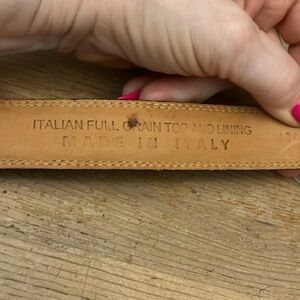 ITALIAN FULL GRAIN TOP AND LINING
MADE IN ITALY